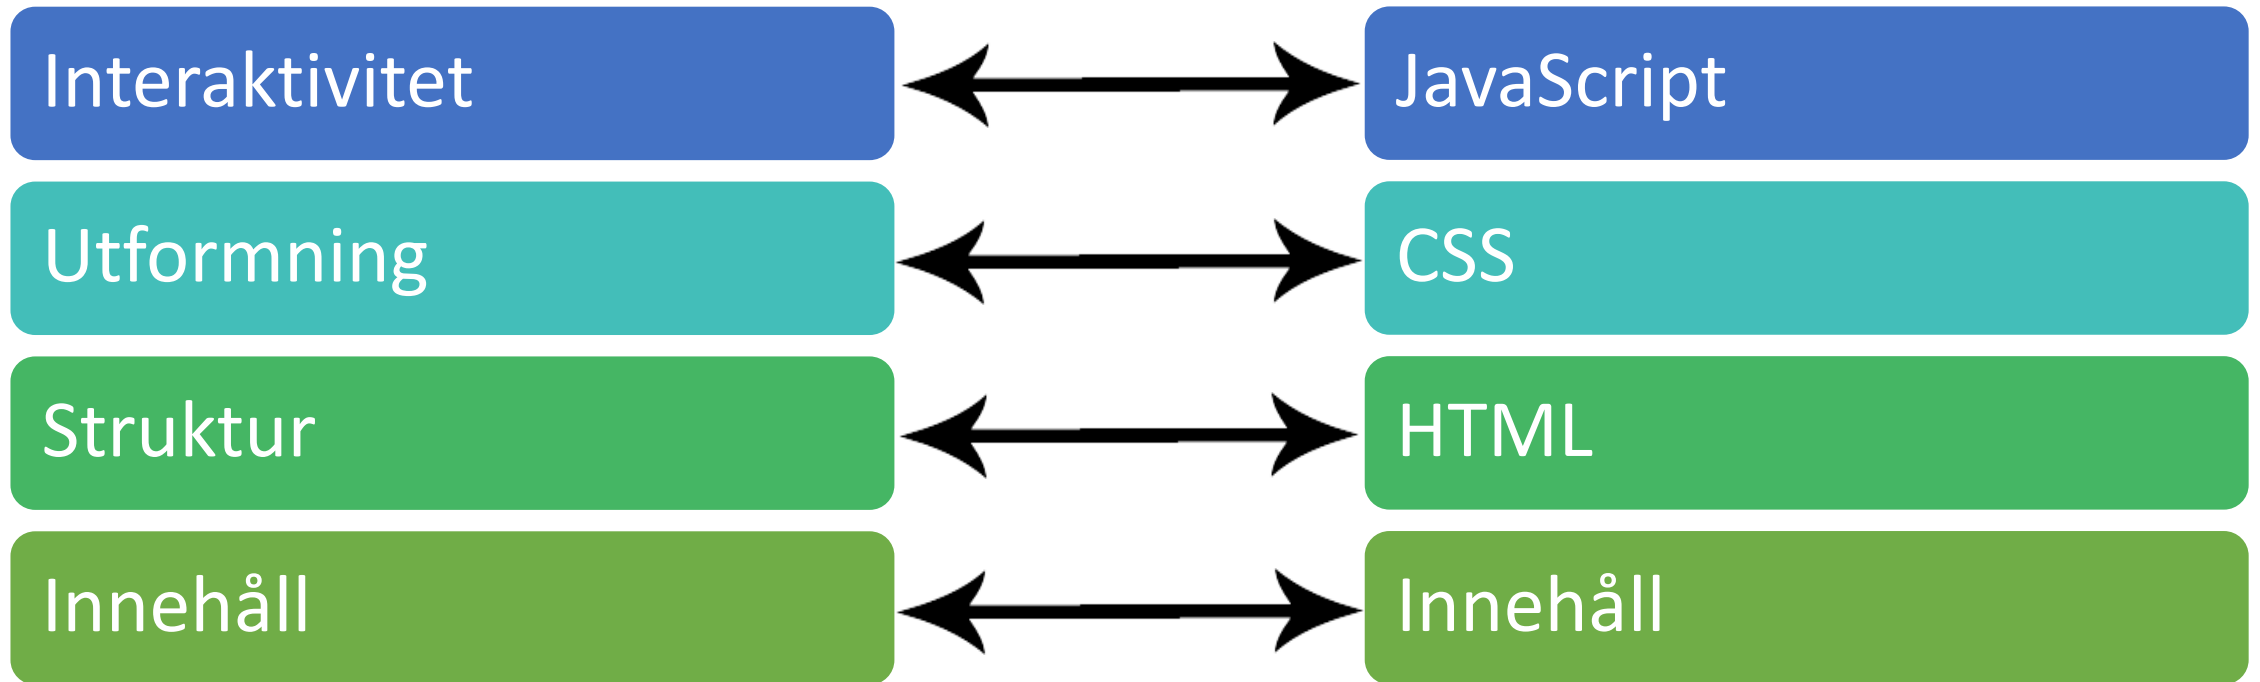 Interaktivitet
JavaScript
Utformning
CSS
Struktur
HTML
Innehåll
Innehåll